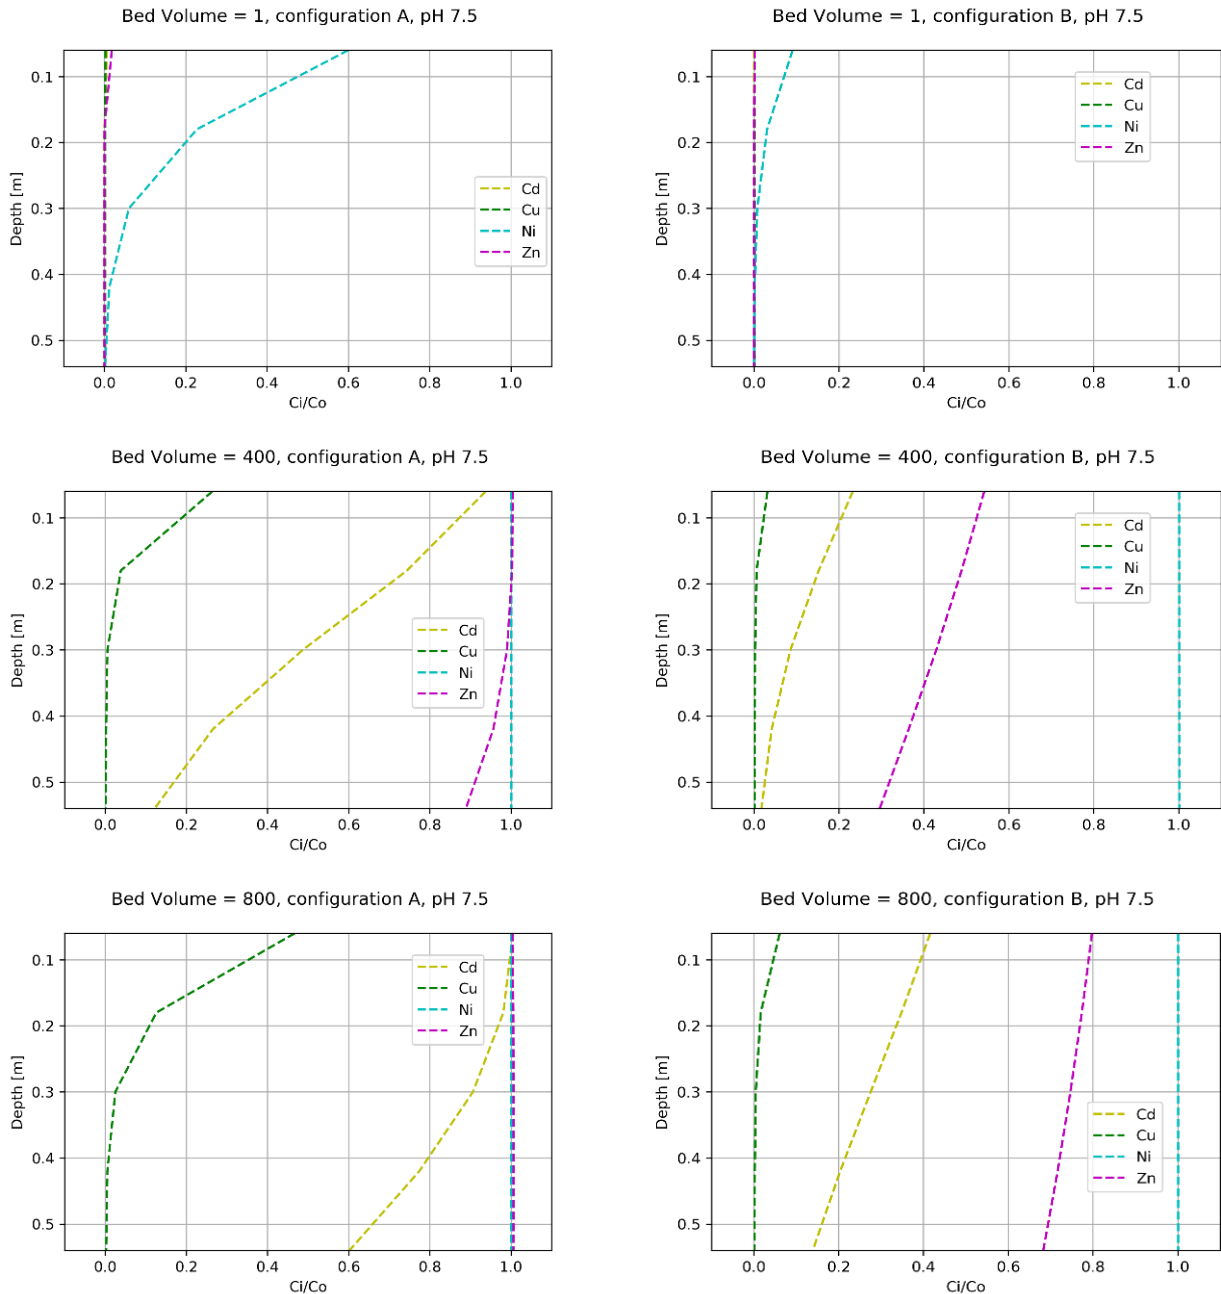 Bed Volume = 1, configuration A, pH 7.5
0.1
0.2
0.3
0.4
0.5
Depth [m]
Cd
Cu
Ni
Zn
0.0 0.2 0.4 0.6 0.8 1.0
Ci/Co
Bed Volume = 1, configuration B, pH 7.5
0.1
0.2
0.3
0.4
0.5
Depth [m]
Cd
Cu
Ni
Zn
0.0 0.2 0.4 0.6 0.8 1.0
Ci/Co
Bed Volume = 400, configuration A, pH 7.5
0.1
0.2
0.3
0.4
0.5
Depth [m]
Cd
Cu
Ni
Zn
0.0 0.2 0.4 0.6 0.8 1.0
Ci/Co
Bed Volume = 400, configuration B, pH 7.5
0.1
0.2
0.3
0.4
0.5
Depth [m]
Cd
Cu
Ni
Zn
0.0 0.2 0.4 0.6 0.8 1.0
Ci/Co
Bed Volume = 800, configuration A, pH 7.5
0.1
0.2
0.3
0.4
0.5
Depth [m]
Cd
Cu
Ni
Zn
0.0 0.2 0.4 0.6 0.8 1.0
Ci/Co
Bed Volume = 800, configuration B, pH 7.5
0.1
0.2
0.3
0.4
0.5
Depth [m]
Cd
Cu
Ni
Zn
0.0 0.2 0.4 0.6 0.8 1.0
Ci/Co